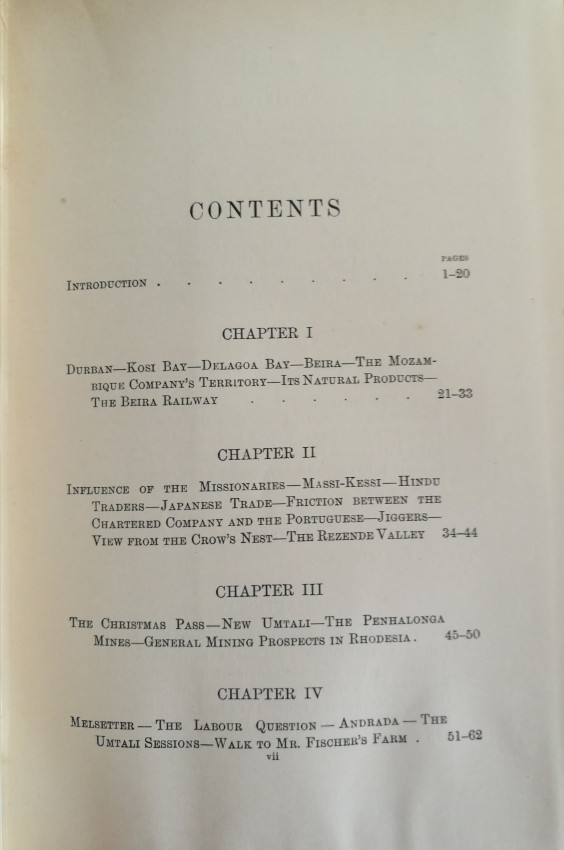 CONTENTS
PAGES
INTRODUCTION . . . . . . . . . 1–20
CHAPTER I
DURBAN—KOSI BAY—DELAGOA BAY—BEIRA—THE MOZAM-
BIQUE COMPANY'S TERRITORY—ITS NATURAL PRODUCTS—
THE BEIRA RAILWAY . . . . . . 21–33
CHAPTER II
INFLUENCE OF THE MISSIONARIES—MASSI-KESSI—HINDU
TRADERS—JAPANESE TRADE—FRICTION BETWEEN THE
CHARTERED COMPANY AND THE PORTUGUESE—JIGGERS—
VIEW FROM THE CROW'S NEST—THE REZENDE VALLEY 34–44
CHAPTER III
THE CHRISTMAS PASS—NEW UMTALI—THE PENHALONGA
MINES—GENERAL MINING PROSPECTS IN RHODESIA . 45–50
CHAPTER IV
MELSETTER — THE LABOUR QUESTION — ANDRADA — THE
UMTALI SESSIONS—WALK TO MR. FISCHER'S FARM . 51–62
vii